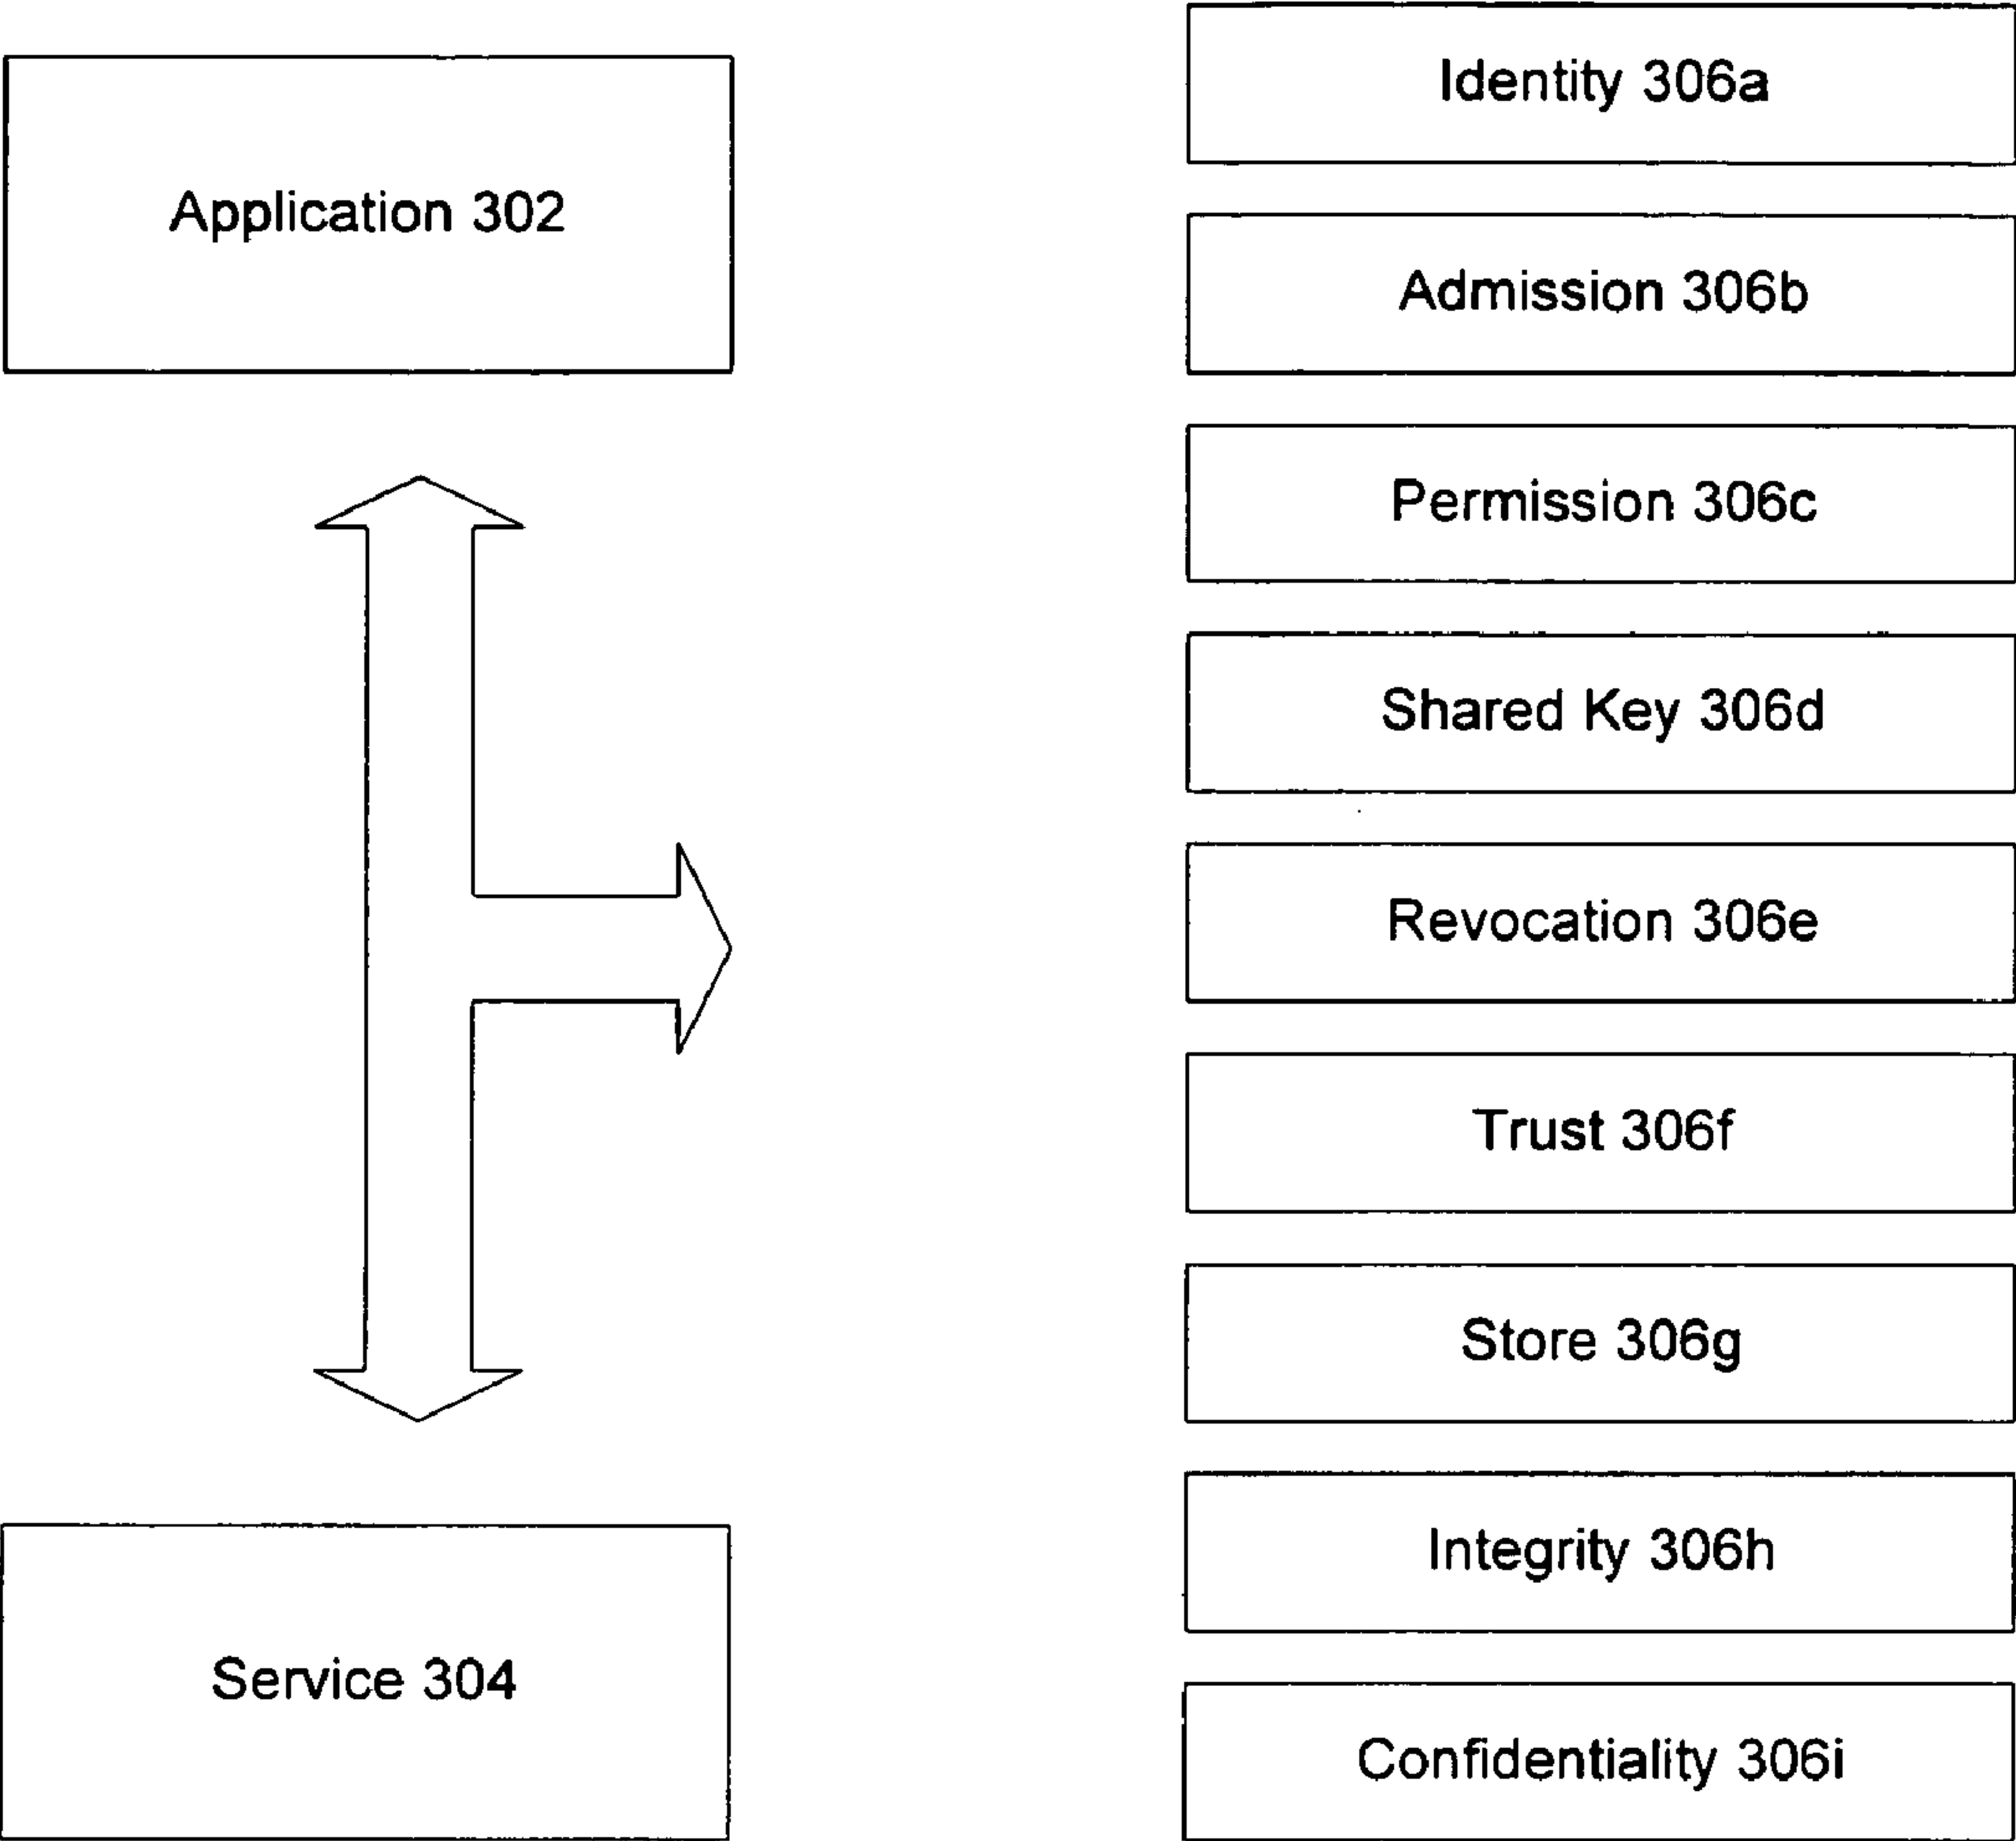 Application 302
Service 304
Identity 306a
Admission 306b
Permission 306c
Shared Key 306d
Revocation 306e
Trust 306f
Store 306g
Integrity 306h
Confidentiality 306i